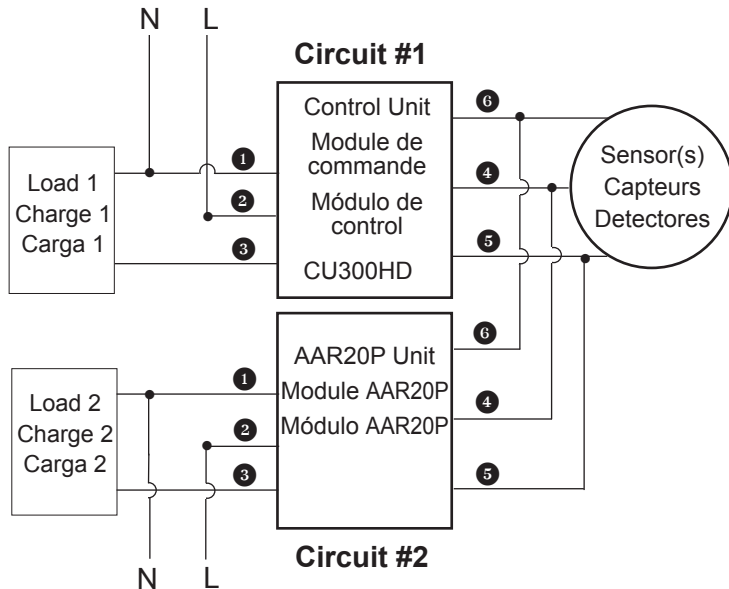 N
L
Circuit #1
Load 1
Charge 1
Carga 1
1
2
3
Control Unit
Module de
commande
Módulo de
control
CU300HD
6
4
5
Sensor(s)
Capteurs
Detectores
Load 2
Charge 2
Carga 2
1
2
3
AAR20P Unit
Module AAR20P
Módulo AAR20P
6
4
5
Circuit #2
N
L